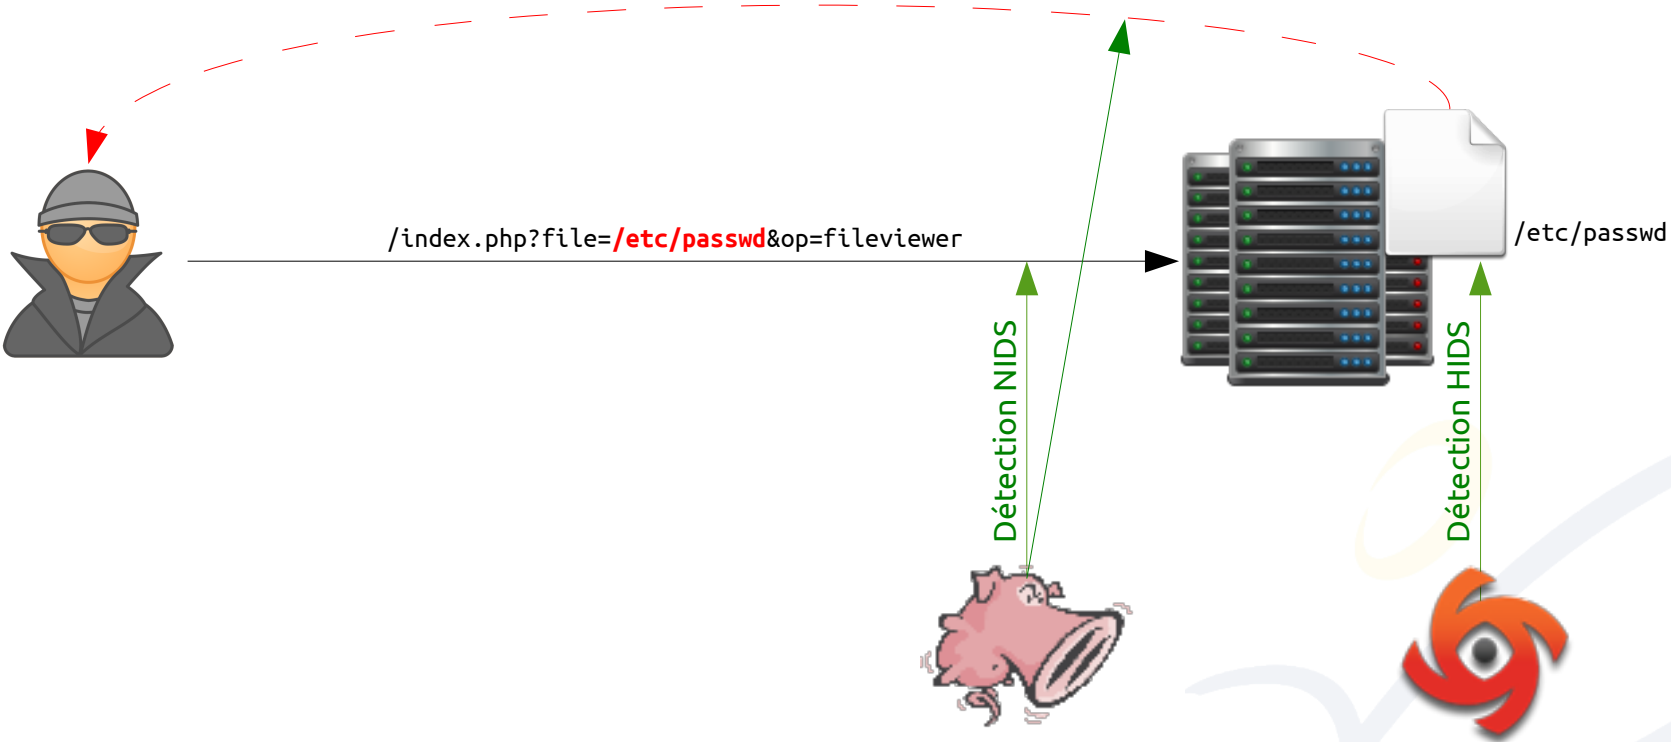 /index.php?file=/etc/passwd&op=fileviewer
/etc/passwd
Détection NIDS
Détection HIDS